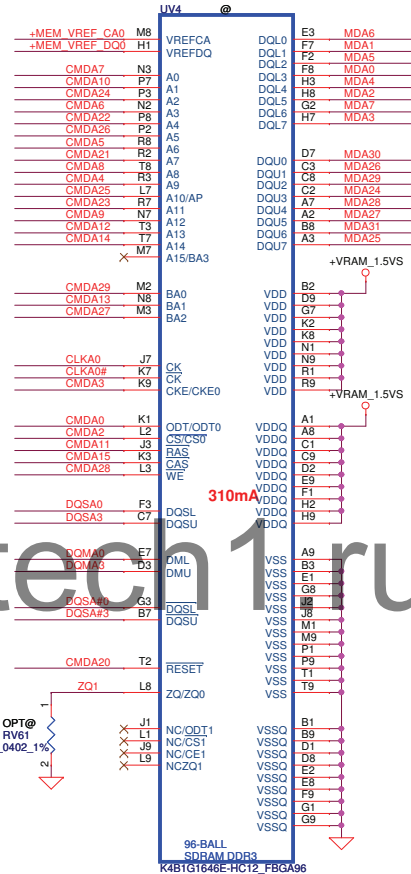 UV4 @
+MEM_VREF_CA0 M8 VREFCA DQL0 E3 MDA6
+MEM_VREF_DQ0 H1 VREFDQ DQL1 F7 MDA1
DQL2 F2 MDA5
CMDA7 N3 A0 DQL3 F8 MDA0
CMDA10 P7 A1 DQL4 H3 MDA4
CMDA24 P3 A2 DQL5 H8 MDA2
CMDA6 N2 A3 DQL6 G2 MDA7
CMDA22 P8 A4 DQL7 H7 MDA3
CMDA26 P2 A5
CMDA5 R8 A6
CMDA21 R2 A7 DQU0 D7 MDA30
CMDA8 T8 A8 DQU1 C3 MDA26
CMDA4 R3 A9 DQU2 C8 MDA29
CMDA25 L7 A10/AP DQU3 C2 MDA24
CMDA23 R7 A11 DQU4 A7 MDA28
CMDA9 N7 A12 DQU5 A2 MDA27
CMDA12 T3 A13 DQU6 B8 MDA31
CMDA14 T7 A14 DQU7 A3 MDA25
M7 A15/BA3
+VRAM_1.5VS
CMDA29 M2 BA0 VDD B2
CMDA13 N8 BA1 VDD D9
CMDA27 M3 BA2 VDD G7
VDD K2
VDD K8
VDD N1
CLKA0 J7 CK VDD N9
CLKA0# K7 CK VDD R1
CMDA3 K9 CKE/CKE0 VDD R9
+VRAM_1.5VS
CMDA0 K1 ODT/ODT0 VDDQ A1
CMDA2 L2 CS/CS0 VDDQ A8
CMDA11 J3 RAS VDDQ C1
CMDA15 K3 CAS VDDQ C9
CMDA28 L3 WE VDDQ D2
VDDQ E9
310mA VDDQ F1
DQSA0 F3 DQSL VDDQ H2
DQSA3 C7 DQSU VDDQ H9
DQMA0 E7 DML VSS A9
DQMA3 D3 DMU VSS B3
VSS E1
VSS G8
DQSA#0 G3 DQSL VSS J2
DQSA#3 B7 DQSU VSS J8
VSS M1
VSS M9
VSS P1
CMDA20 T2 RESET VSS P9
VSS T1
ZQ1 L8 ZQ/ZQ0 VSS T9
1
OPT@
RV61
_0402_1%
2
J1 NC/ODT1 VSSQ B1
L1 NC/CS1 VSSQ B9
J9 NC/CE1 VSSQ D1
L9 NCZQ1 VSSQ D8
VSSQ E2
VSSQ E8
VSSQ F9
VSSQ G1
VSSQ G9
96-BALL
SDRAM DDR3
K4B1G1646E-HC12_FBGA96
tech1.ru